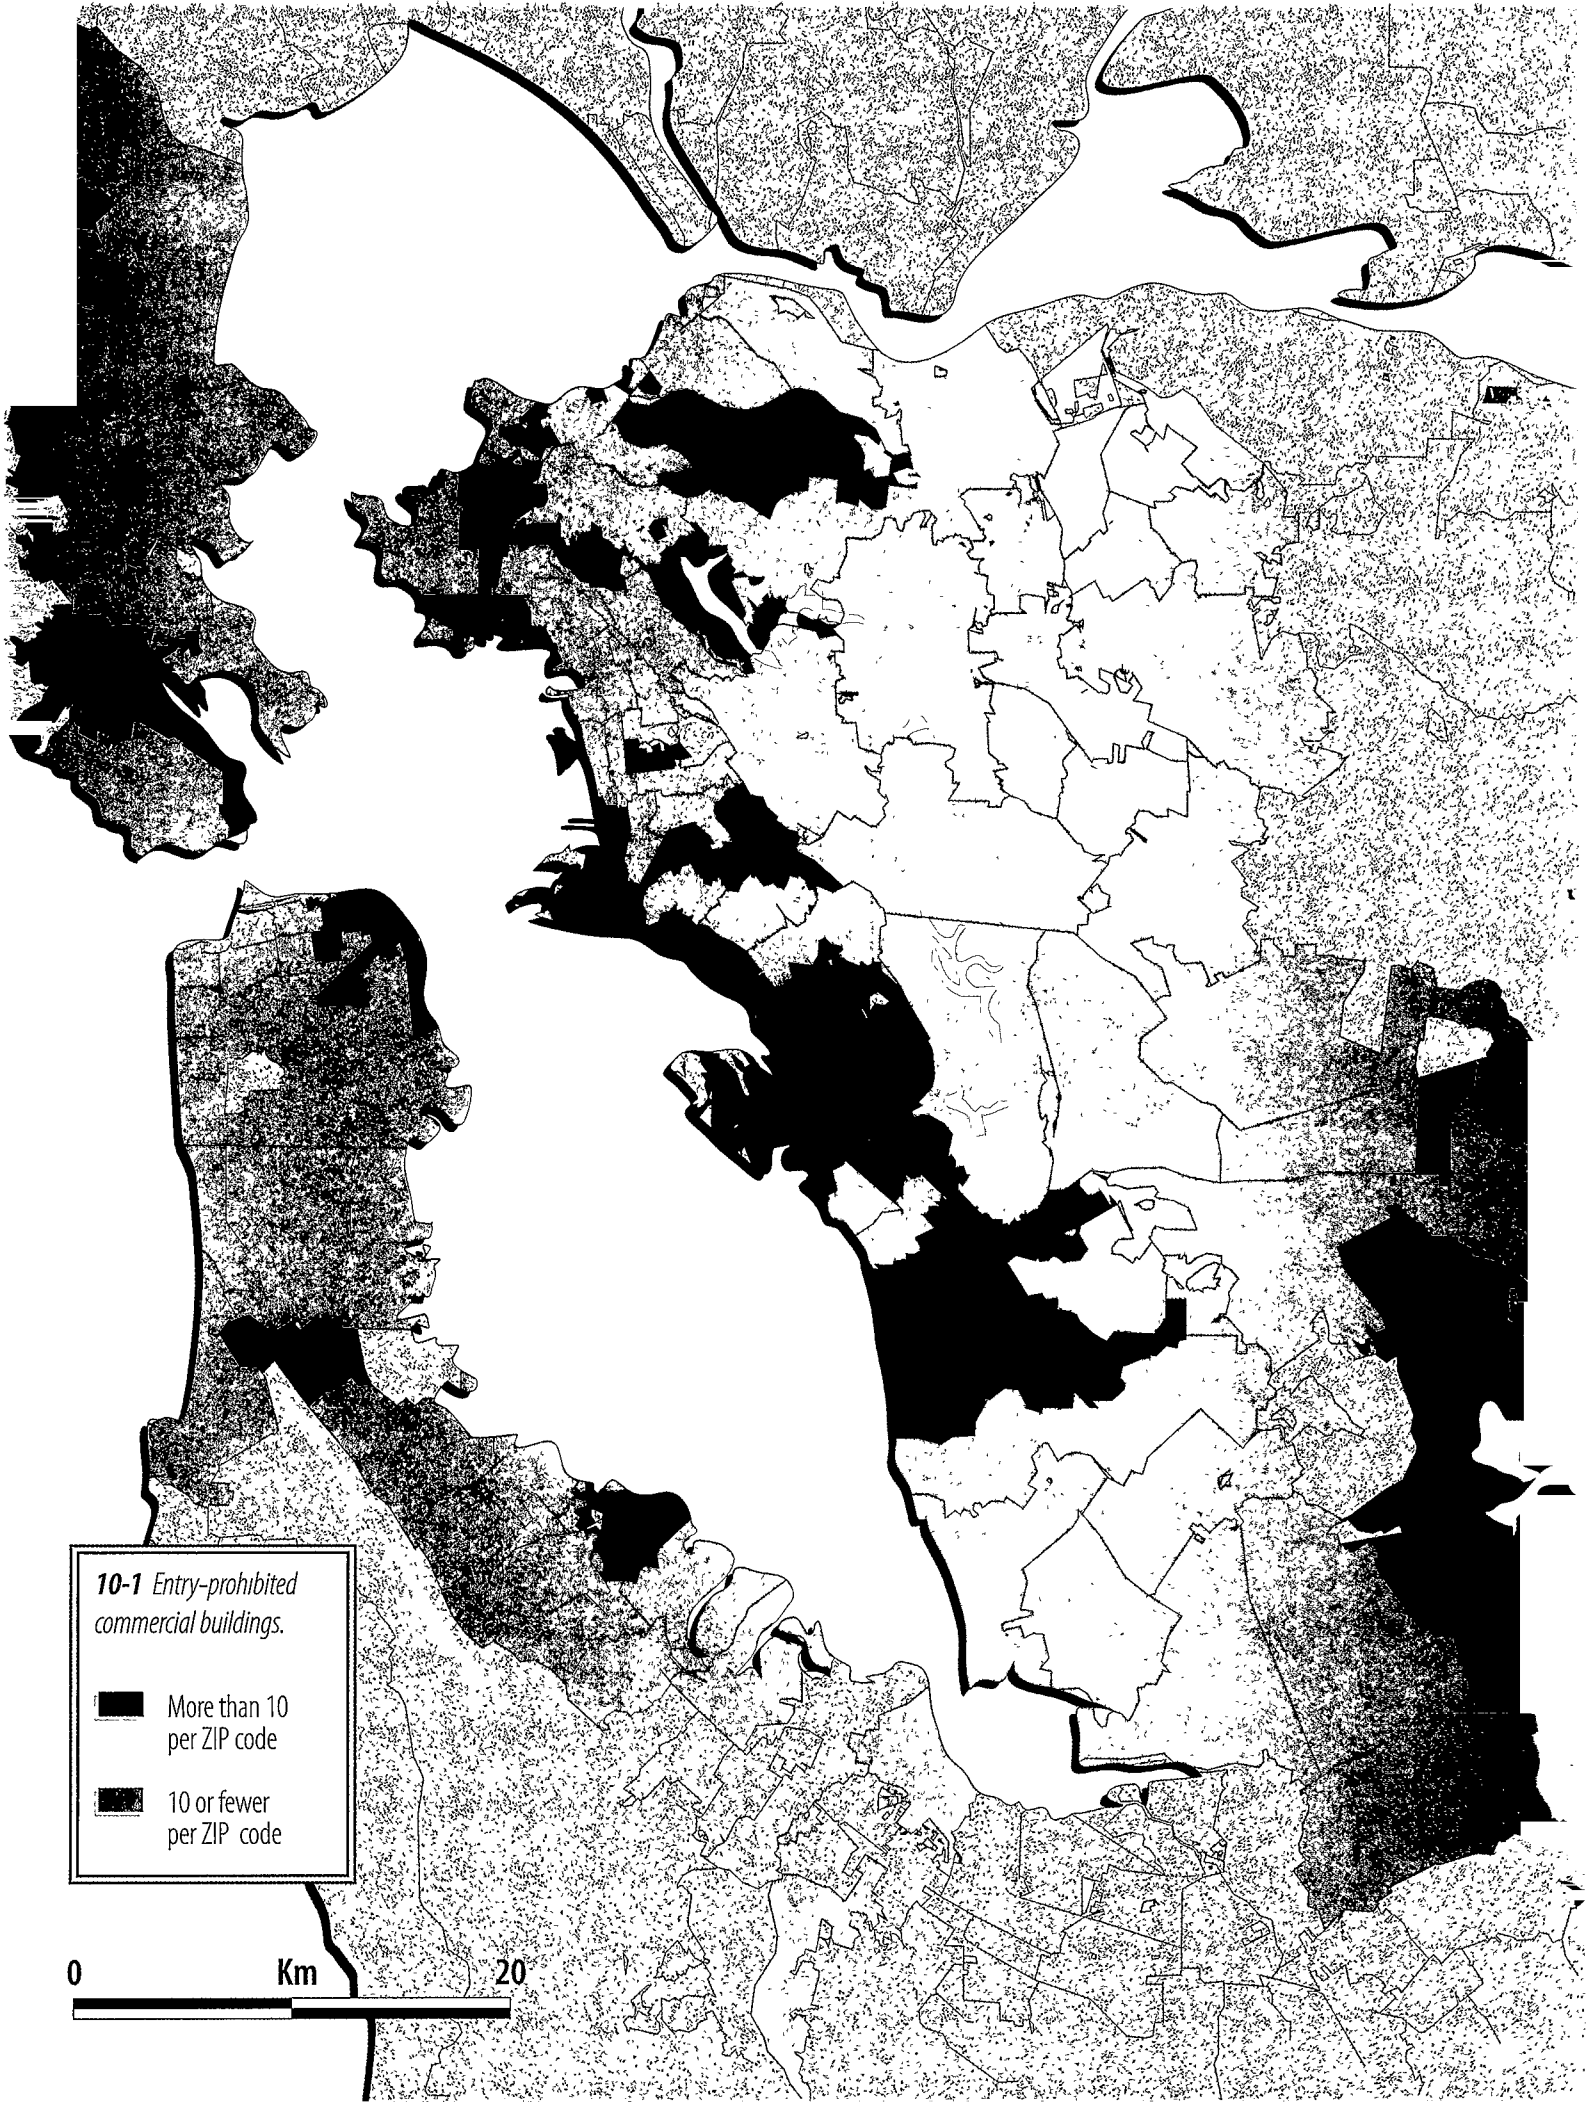 10-1 Entry-prohibited
commercial buildings.
More than 10
per ZIP code
10 or fewer
per ZIP code
0 Km 20